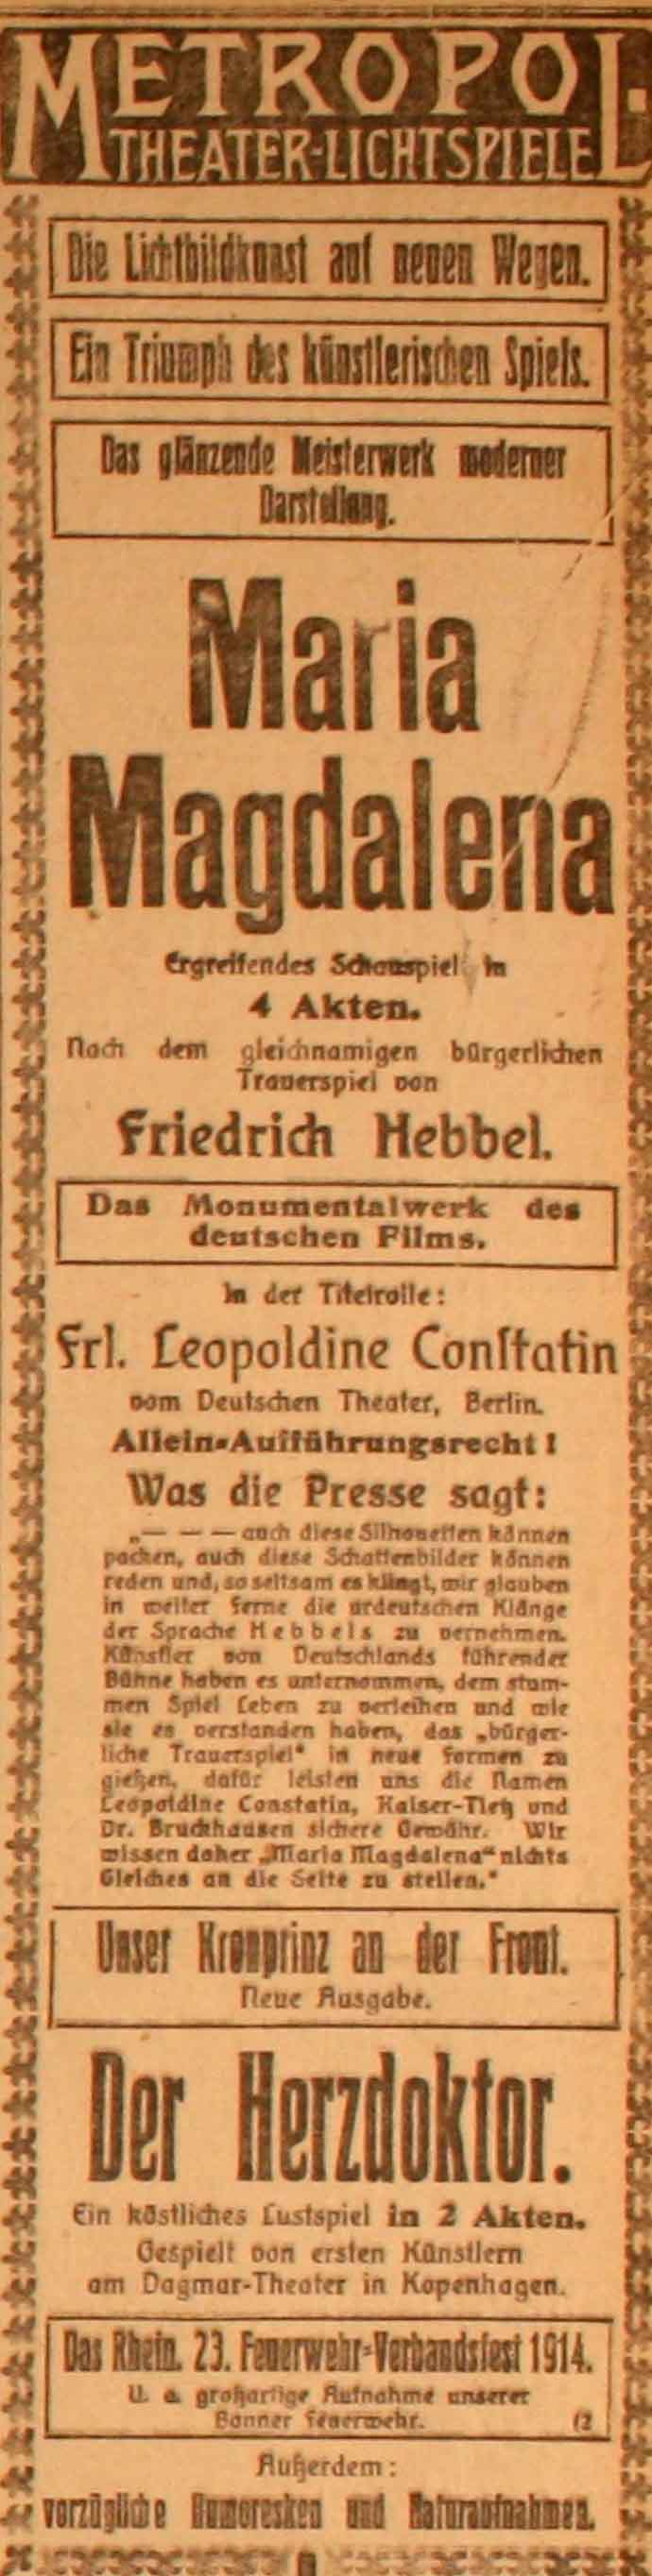 METROPOL-
THEATER-LICHTSPIELE
Die Lichtbildkunst auf neuen Wegen.
Ein Triumph des künstlerischen Spiels.
Das glänzende Meisterwerk moderner
Darstellung.
Maria
Magdalena
Ergreifendes Schauspiel in
4 Akten.
Nach dem gleichnamigen bürgerlichen
Trauerspiel von
Friedrich Hebbel.
Das Monumentalwerk des
deutschen Films.
In der Titelrolle:
Frl. Leopoldine Constatin
vom Deutschen Theater, Berlin.
Allein-Aufführungsrecht!
Was die Presse sagt:
„— — — auch diese Silhouetten können
packen, auch diese Schattenbilder können
reden und, so seltsam es klingt, wir glauben
in weiter Ferne die urdeutschen Klänge
der Sprache Hebbels zu vernehmen.
Künstler von Deutschlands führender
Bühne haben es unternommen, dem stum-
men Spiel Leben zu verleihen und wie
sie es verstanden haben, das „bürger-
liche Trauerspiel“ in neue Formen zu
gießen, dafür leisten uns die Namen
Leopoldine Constatin, Kaiser-Tietz und
Dr. Bruckhausen sichere Gewähr. Wir
wissen daher „Maria Magdalena“ nichts
Gleiches an die Seite zu stellen.“
Unser Kronprinz an der Front.
Neue Ausgabe.
Der Herzdoktor.
Ein köstliches Lustspiel in 2 Akten.
Gespielt von ersten Künstlern
am Dagmar-Theater in Kopenhagen.
Das Rhein. 23. Feuerwehr-Verbandsfest 1914.
U. a. großartige Aufnahme unserer
Bonner Feuerwehr. (2
Außerdem:
vorzügliche Humoresken und Naturaufnahmen.